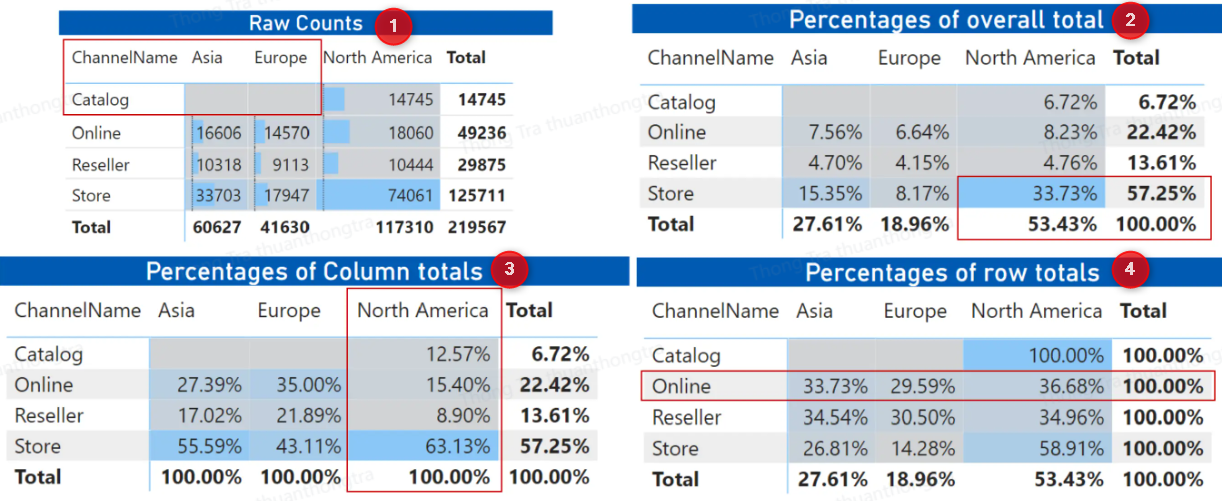 Raw Counts 1
ChannelName Asia Europe North America Total
Catalog 14745 14745
Online 16606 14570 18060 49236
Reseller 10318 9113 10444 29875
Store 33703 17947 74061 125711
Total 60627 41630 117310 219567
Percentages of overall total 2
ChannelName Asia Europe North America Total
Catalog 6.72% 6.72%
Online 7.56% 6.64% 8.23% 22.42%
Reseller 4.70% 4.15% 4.76% 13.61%
Store 15.35% 8.17% 33.73% 57.25%
Total 27.61% 18.96% 53.43% 100.00%
Percentages of Column totals 3
ChannelName Asia Europe North America Total
Catalog 12.57% 6.72%
Online 27.39% 35.00% 15.40% 22.42%
Reseller 17.02% 21.89% 8.90% 13.61%
Store 55.59% 43.11% 63.13% 57.25%
Total 100.00% 100.00% 100.00% 100.00%
Percentages of row totals 4
ChannelName Asia Europe North America Total
Catalog 100.00% 100.00%
Online 33.73% 29.59% 36.68% 100.00%
Reseller 34.54% 30.50% 34.96% 100.00%
Store 26.81% 14.28% 58.91% 100.00%
Total 27.61% 18.96% 53.43% 100.00%